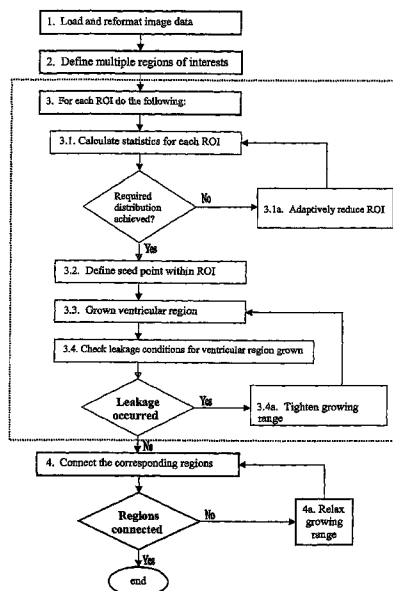 1. Load and reformat image data
2. Define multiple regions of interests
3. For each ROI do the following:
3.1. Calculate statistics for each ROI
Required
distribution
achieved?
No
3.1a. Adaptively reduce ROI
Yes
3.2. Define seed point within ROI
3.3. Grown ventricular region
3.4. Check leakage conditions for ventricular region grown
Leakage
occurred
Yes
3.4a. Tighten growing
range
No
4. Connect the corresponding regions
Regions
connected
No
4a. Relax
growing
range
Yes
end